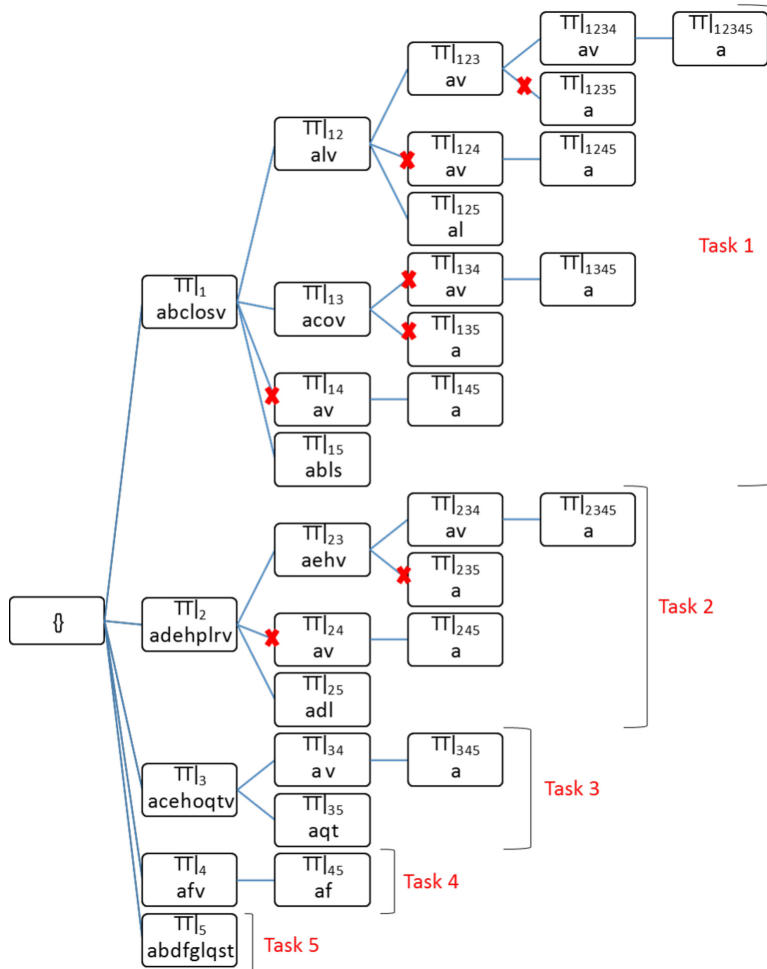 TT|1234
av
TT|12345
a
TT|123
av
TT|1235
a
TT|12
alv
TT|124
av
TT|1245
a
TT|125
al
Task 1
TT|1
abclosv
TT|13
acov
TT|134
av
TT|1345
a
TT|135
a
TT|14
av
TT|145
a
TT|15
abls
TT|23
aehv
TT|234
av
TT|2345
a
TT|235
a
Task 2
{}
TT|2
adehplrv
TT|24
av
TT|245
a
TT|25
adl
TT|3
acehoqtv
TT|34
av
TT|345
a
Task 3
TT|35
aqt
TT|4
afv
TT|45
af
Task 4
TT|5
abdfglqst
Task 5